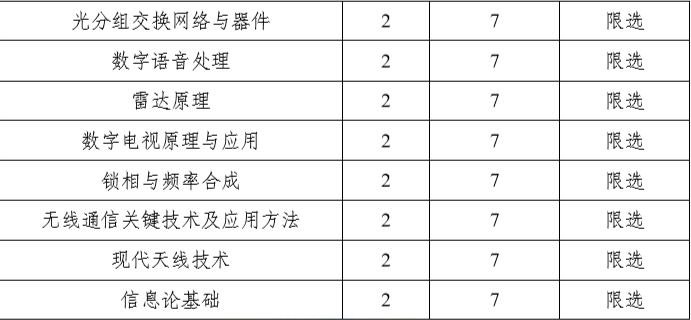 光分组交换网络与器件 2 7 限选
数字语音处理 2 7 限选
雷达原理 2 7 限选
数字电视原理与应用 2 7 限选
锁相与频率合成 2 7 限选
无线通信关键技术及应用方法 2 7 限选
现代天线技术 2 7 限选
信息论基础 2 7 限选